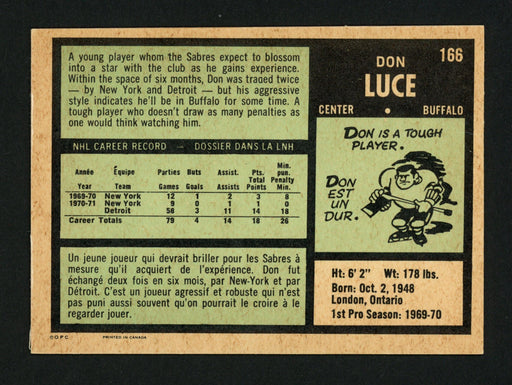 A young player whom the Sabres expect to blossom
into a star with the club as he gains experience.
Within the space of six months, Don was traded twice
— by New York and Detroit — but his aggressive
style indicates he'll be in Buffalo for some time. A
tough player who doesn't draw as many penalties as
one would think watching him.
NHL CAREER RECORD — DOSSIER DANS LA LNH
Année Équipe Parties Buts Assist. Pts. Min. pun.
Year Team Games Goals Assists Total Points Penalty Min.
1969-70 New York 12 1 2 3 8
1970-71 New York 9 0 1 1 0
Detroit 58 3 11 14 18
Career Totals 79 4 14 18 26
Un jeune joueur qui devrait briller pour les Sabres à
mesure qu'il acquiert de l'expérience. Don fut
échangé deux fois en six mois, par New-York et par
Détroit. C'est un joueur agressif et robuste qui n'est
pas puni aussi souvent qu'on pourrait le croire à le
regarder jouer.
166
DON
LUCE
CENTER • BUFFALO
DON IS A TOUGH
PLAYER.
DON
EST
UN
DUR.
Ht: 6' 2" Wt: 178 lbs.
Born: Oct. 2, 1948
London, Ontario
1st Pro Season: 1969-70
© O.P.C. PRINTED IN CANADA